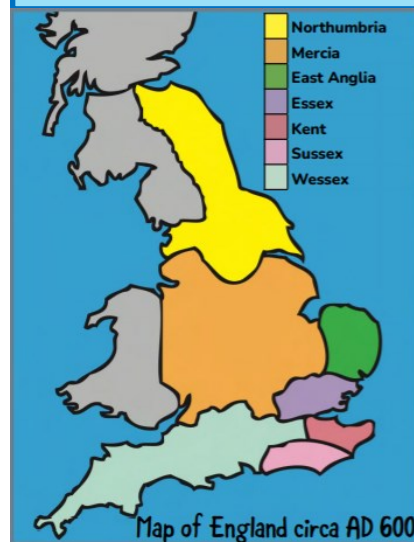 Northumbria
Mercia
East Anglia
Essex
Kent
Sussex
Wessex
Map of England circa AD 600